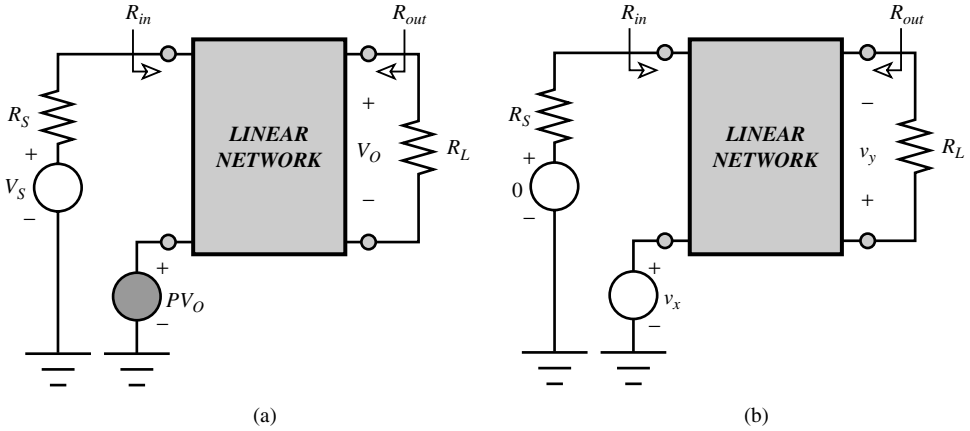 R_in R_out R_in R_out
R_S + LINEAR NETWORK + V_O − R_L
V_S −
+ PV_O −
R_S + LINEAR NETWORK − v_y + R_L
0 −
+ v_x −
(a) (b)